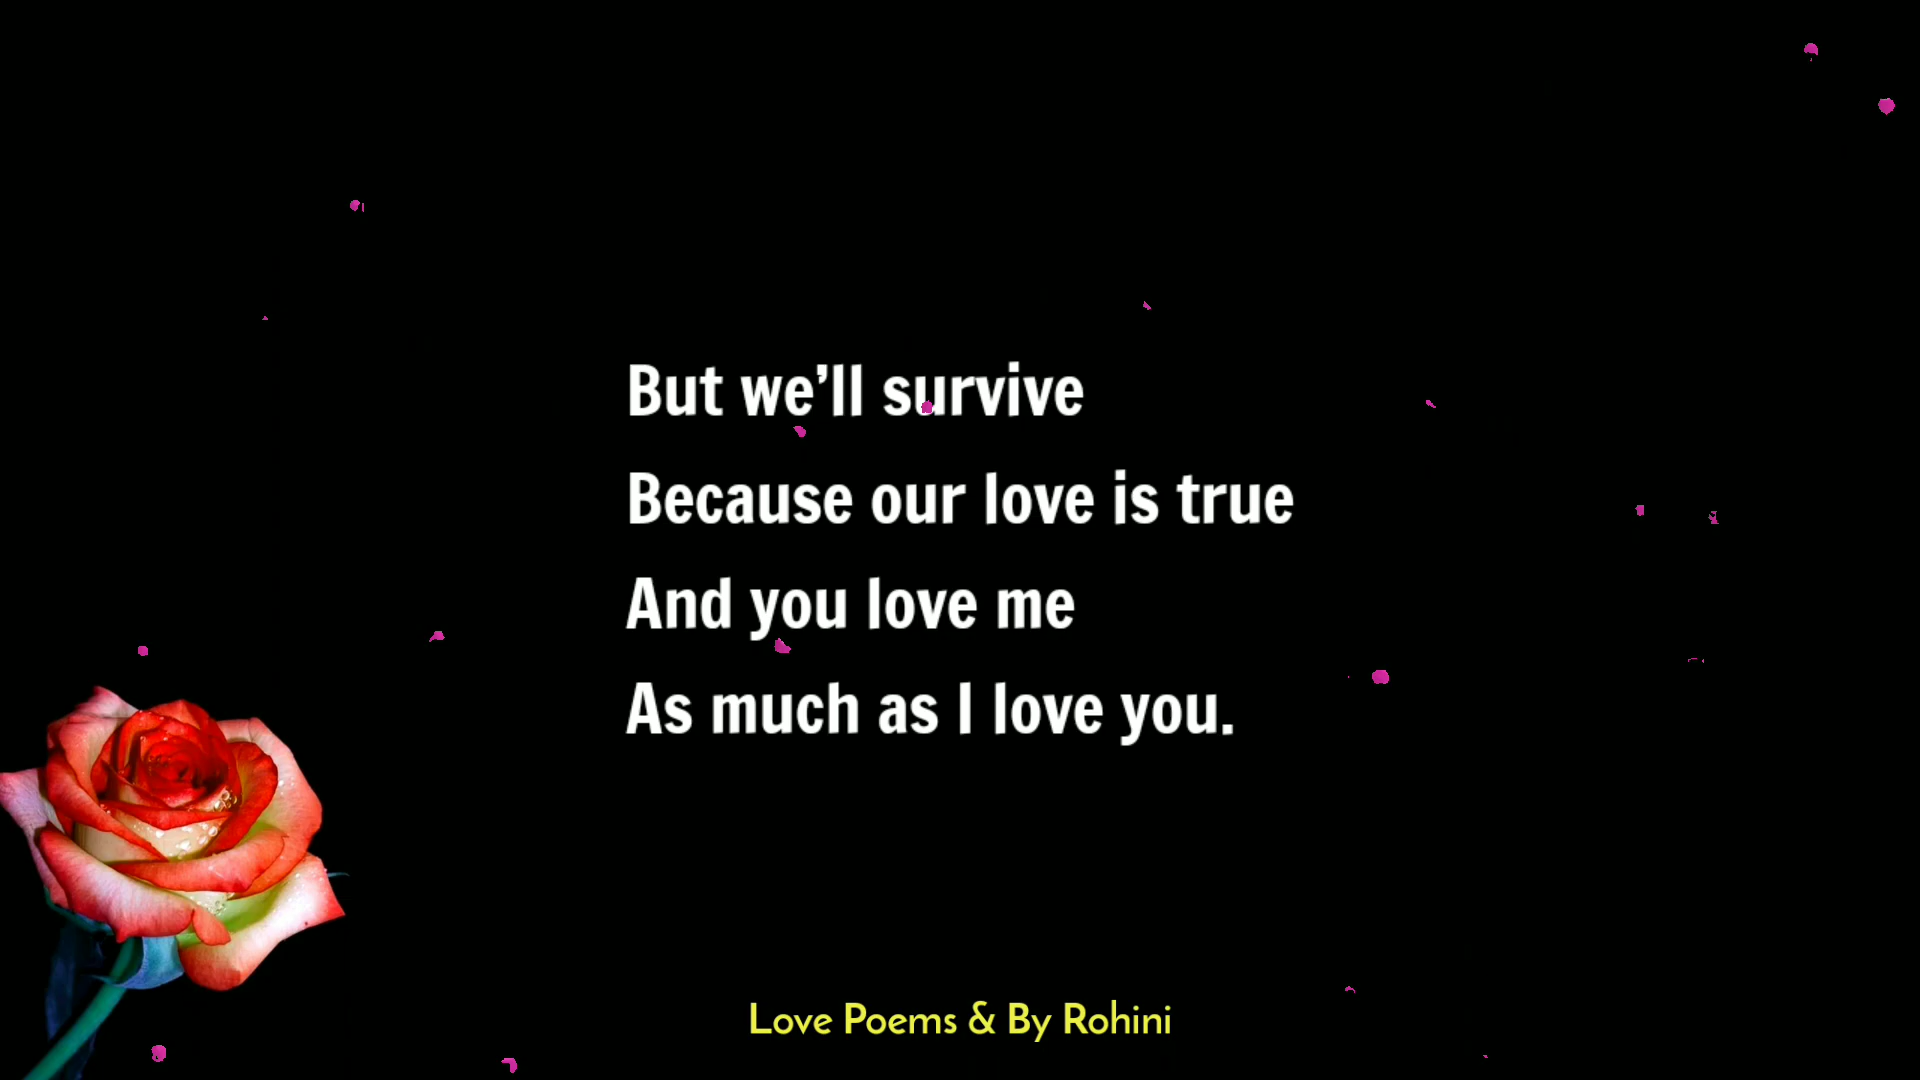 But we’ll survive
Because our love is true
And you love me
As much as I love you.
Love Poems & By Rohini